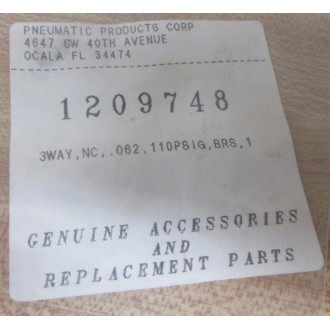 PNEUMATIC PRODUCTS CORP
4647 SW 40TH AVENUE
OCALA FL 34474
1209748
3WAY,NC,.062,110PSIG,BRS,1
GENUINE ACCESSORIES
AND
REPLACEMENT PARTS